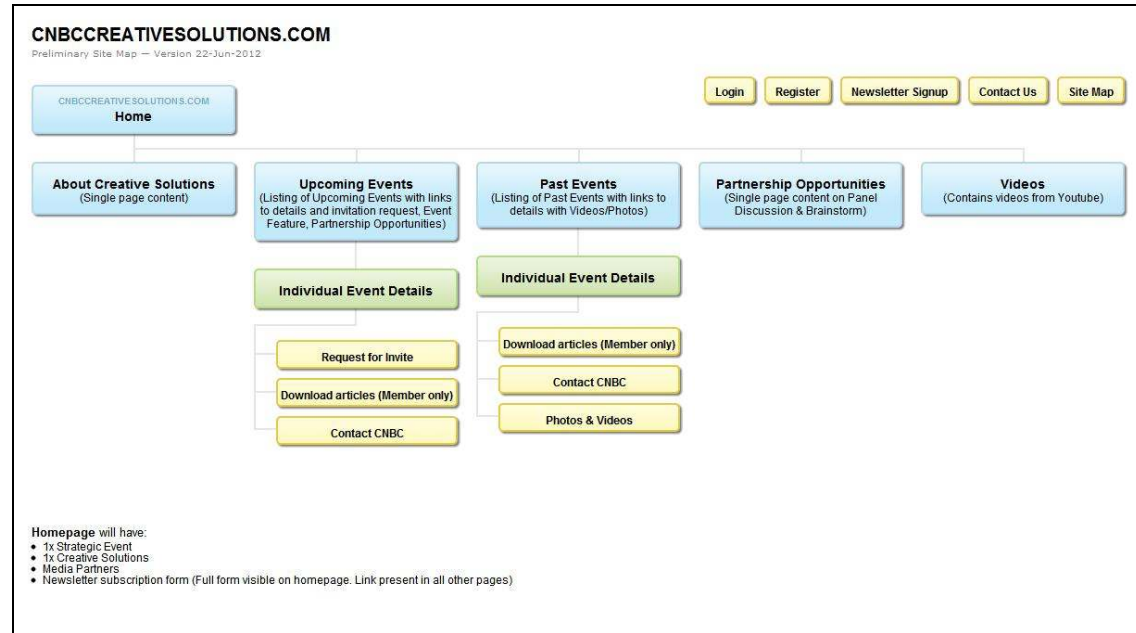 CNBCCREATIVESOLUTIONS.COM
Preliminary Site Map — Version 22-Jun-2012
CNBCCREATIVESOLUTIONS.COM
Home
Login
Register
Newsletter Signup
Contact Us
Site Map
About Creative Solutions
(Single page content)
Upcoming Events
(Listing of Upcoming Events with links
to details and invitation request, Event
Feature, Partnership Opportunities)
Past Events
(Listing of Past Events with links to
details with Videos/Photos)
Partnership Opportunities
(Single page content on Panel
Discussion & Brainstorm)
Videos
(Contains videos from Youtube)
Individual Event Details
Request for Invite
Download articles (Member only)
Contact CNBC
Individual Event Details
Download articles (Member only)
Contact CNBC
Photos & Videos
Homepage will have:
• 1x Strategic Event
• 1x Creative Solutions
• Media Partners
• Newsletter subscription form (Full form visible on homepage. Link present in all other pages)